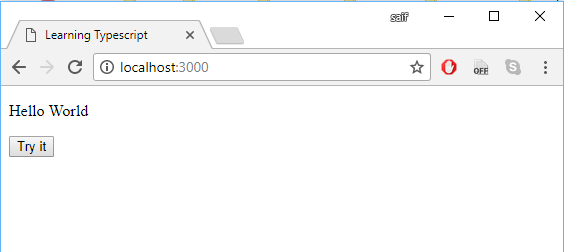 saif
Learning Typescript
localhost:3000
OFF
Hello World
Try it